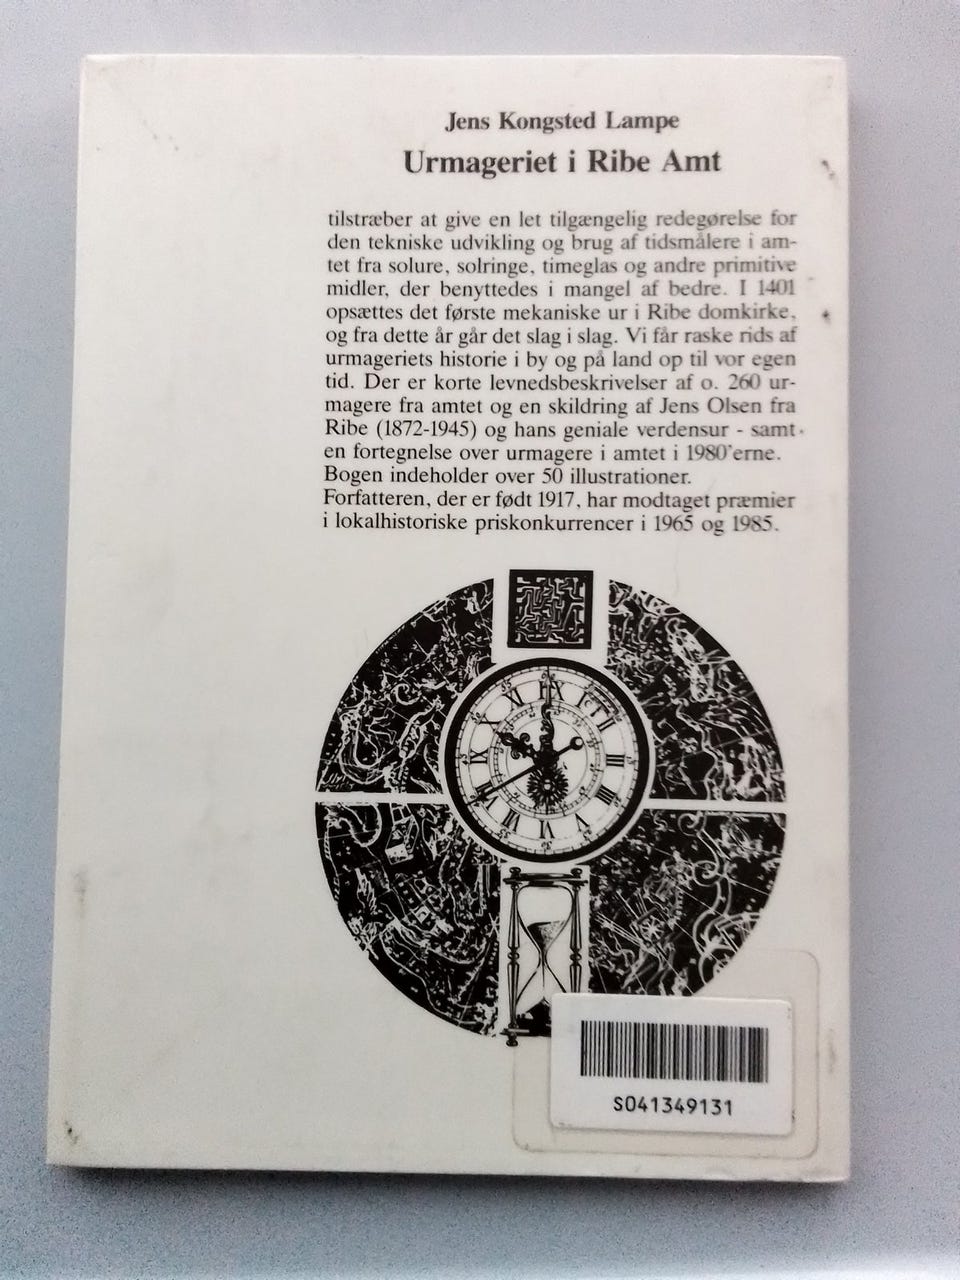 Jens Kongsted Lampe
Urmageriet i Ribe Amt
tilstræber at give en let tilgængelig redegørelse for
den tekniske udvikling og brug af tidsmålere i am-
tet fra solure, solringe, timeglas og andre primitive
midler, der benyttedes i mangel af bedre. I 1401
opsættes det første mekaniske ur i Ribe domkirke,
og fra dette år går det slag i slag. Vi får raske rids af
urmageriets historie i by og på land op til vor egen
tid. Der er korte levnedsbeskrivelser af o. 260 ur-
magere fra amtet og en skildring af Jens Olsen fra
Ribe (1872-1945) og hans geniale verdensur - samt
en fortegnelse over urmagere i amtet i 1980'erne.
Bogen indeholder over 50 illustrationer.
Forfatteren, der er født 1917, har modtaget præmier
i lokalhistoriske priskonkurrencer i 1965 og 1985.
S041349131